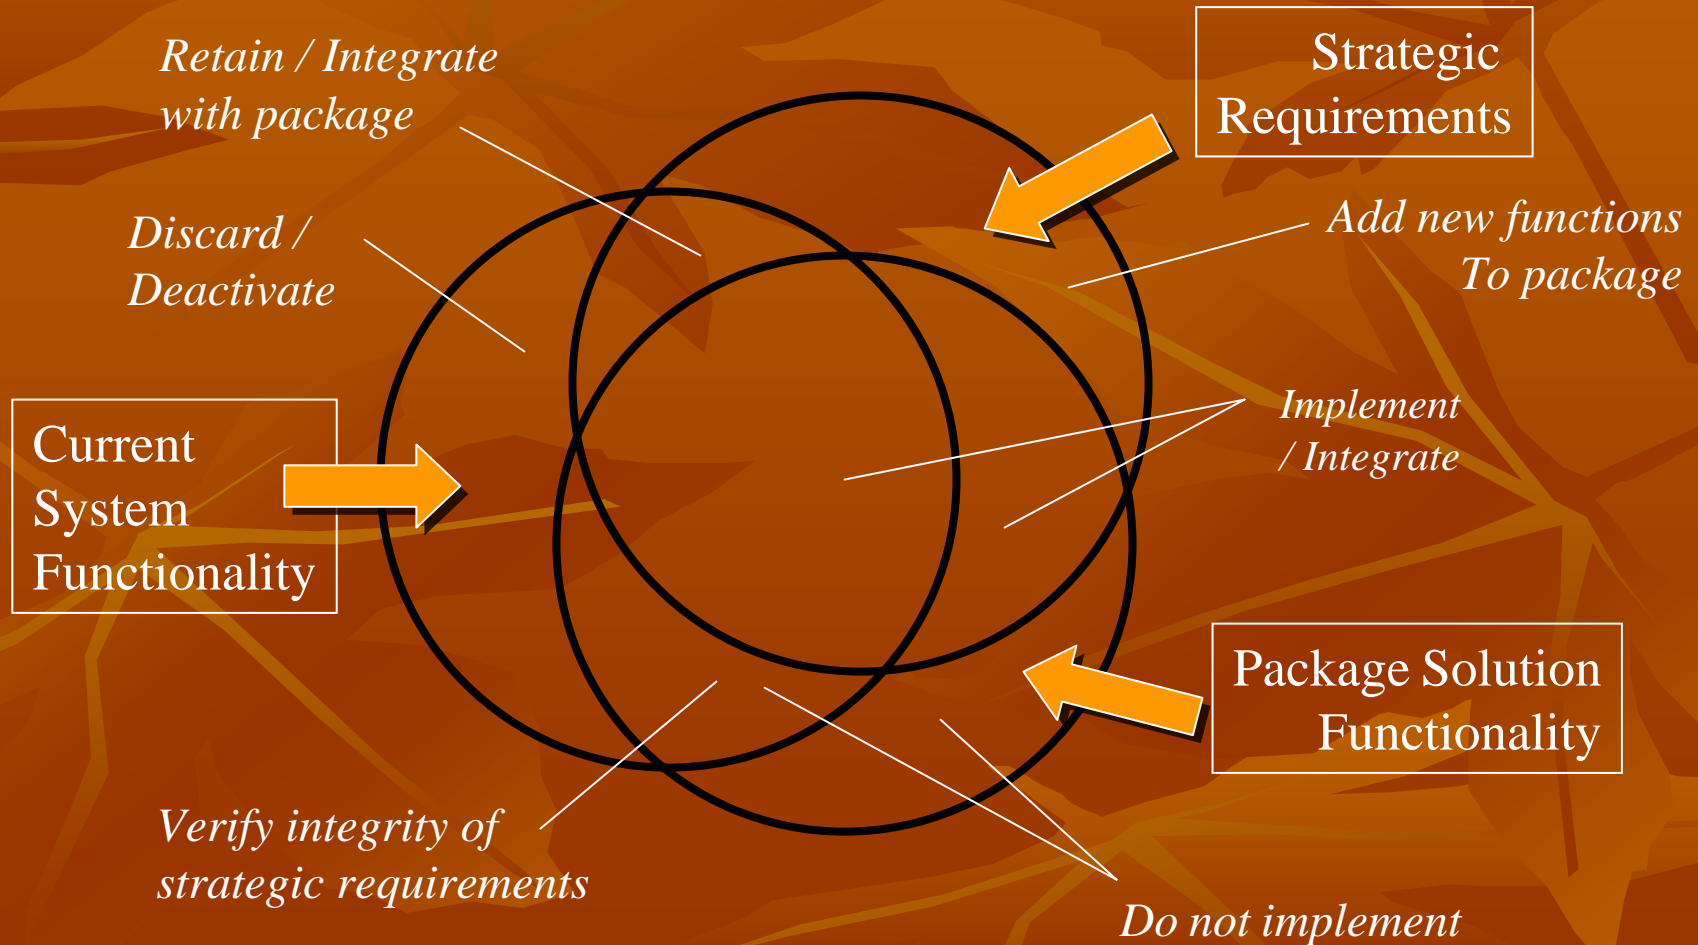 Retain / Integrate
with package
Strategic
Requirements
Discard /
Deactivate
Add new functions
To package
Current
System
Functionality
Implement
/ Integrate
Package Solution
Functionality
Verify integrity of
strategic requirements
Do not implement